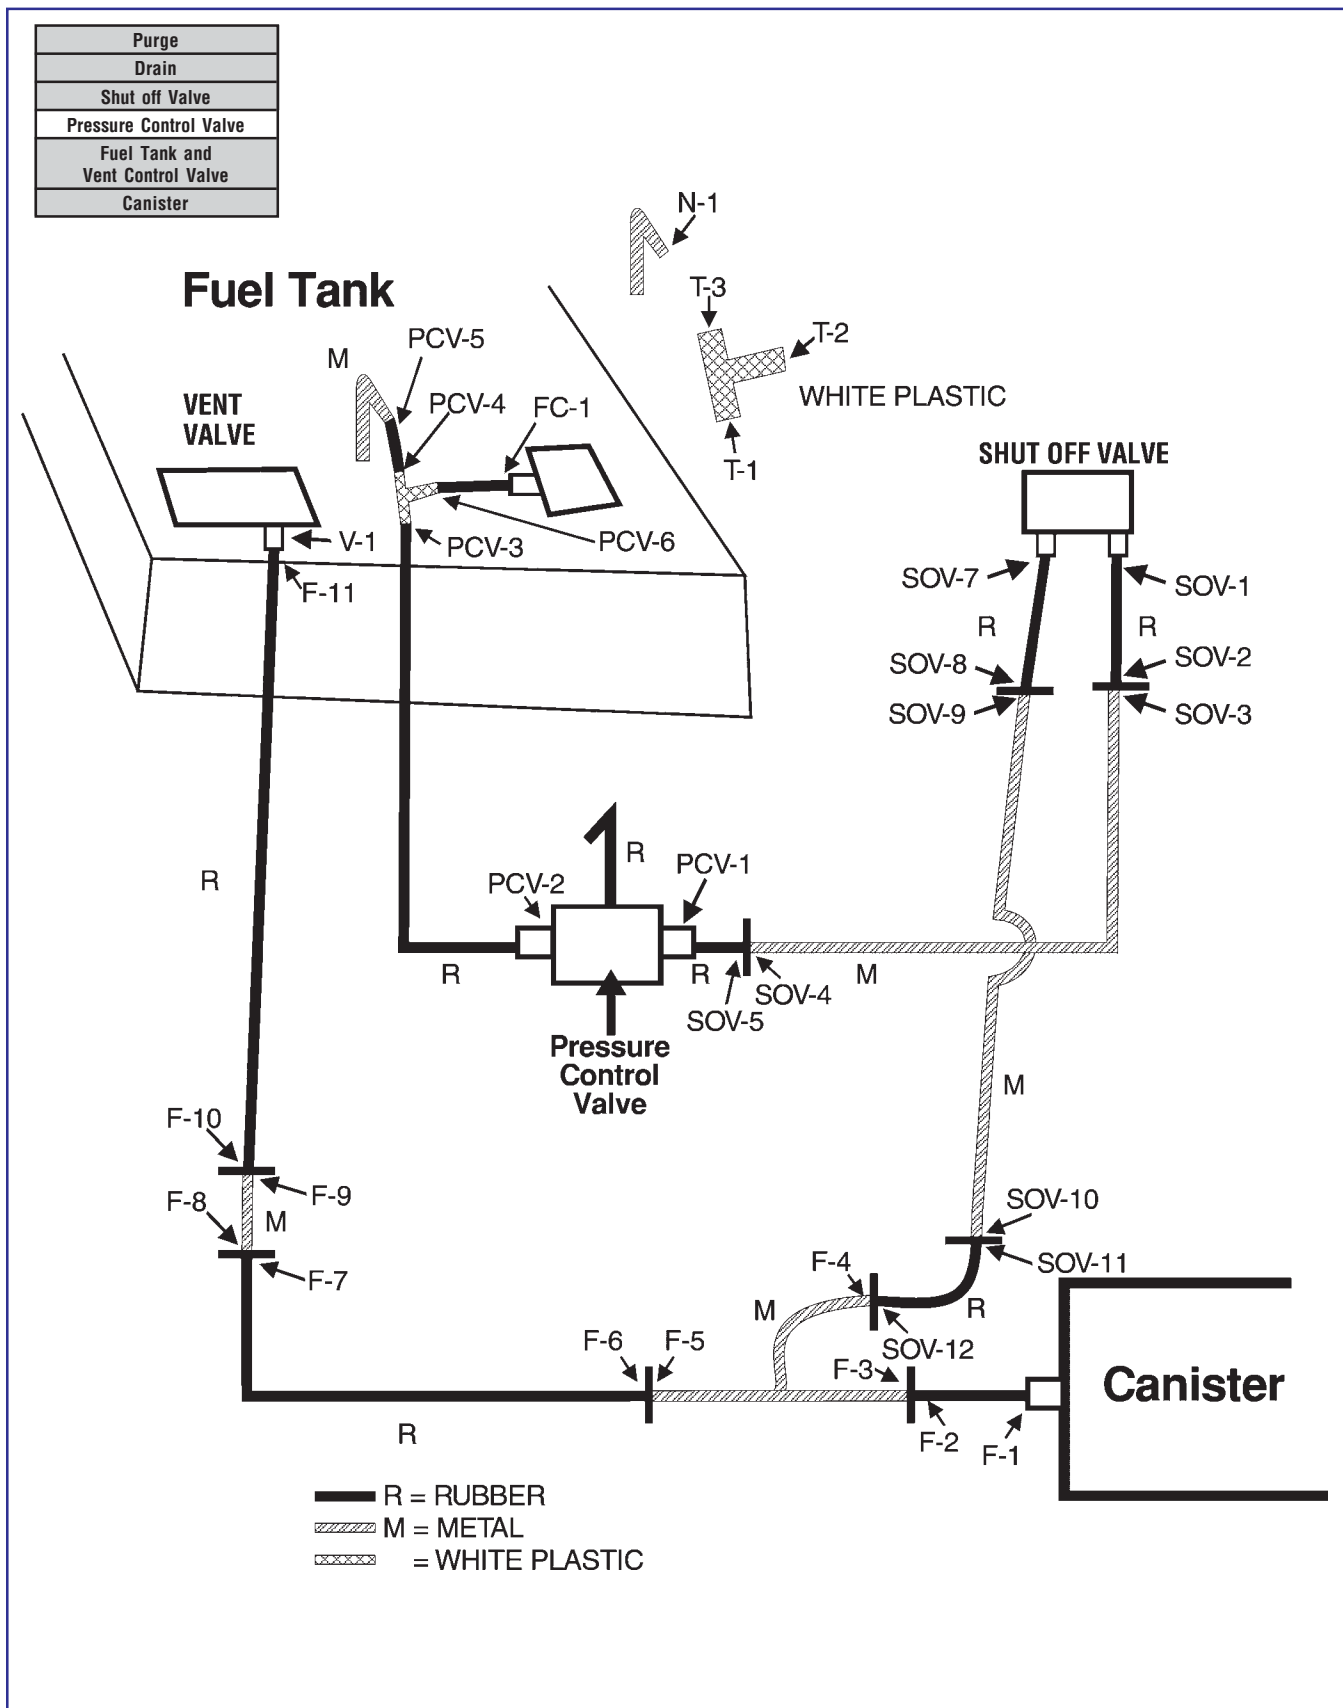 Purge
Drain
Shut off Valve
Pressure Control Valve
Fuel Tank and
Vent Control Valve
Canister
N-1
Fuel Tank
T-3
T-2
M
PCV-5
WHITE PLASTIC
PCV-4
FC-1
VENT
VALVE
T-1
SHUT OFF VALVE
V-1
PCV-3
PCV-6
F-11
SOV-7
SOV-1
R
R
SOV-8
SOV-2
SOV-9
SOV-3
R
R
PCV-2
PCV-1
R
R
M
SOV-4
SOV-5
Pressure
Control
Valve
M
F-10
F-9
F-8
M
F-7
SOV-10
SOV-11
F-4
M
R
SOV-12
F-6
F-5
F-3
Canister
F-2
F-1
R
R = RUBBER
M = METAL
= WHITE PLASTIC